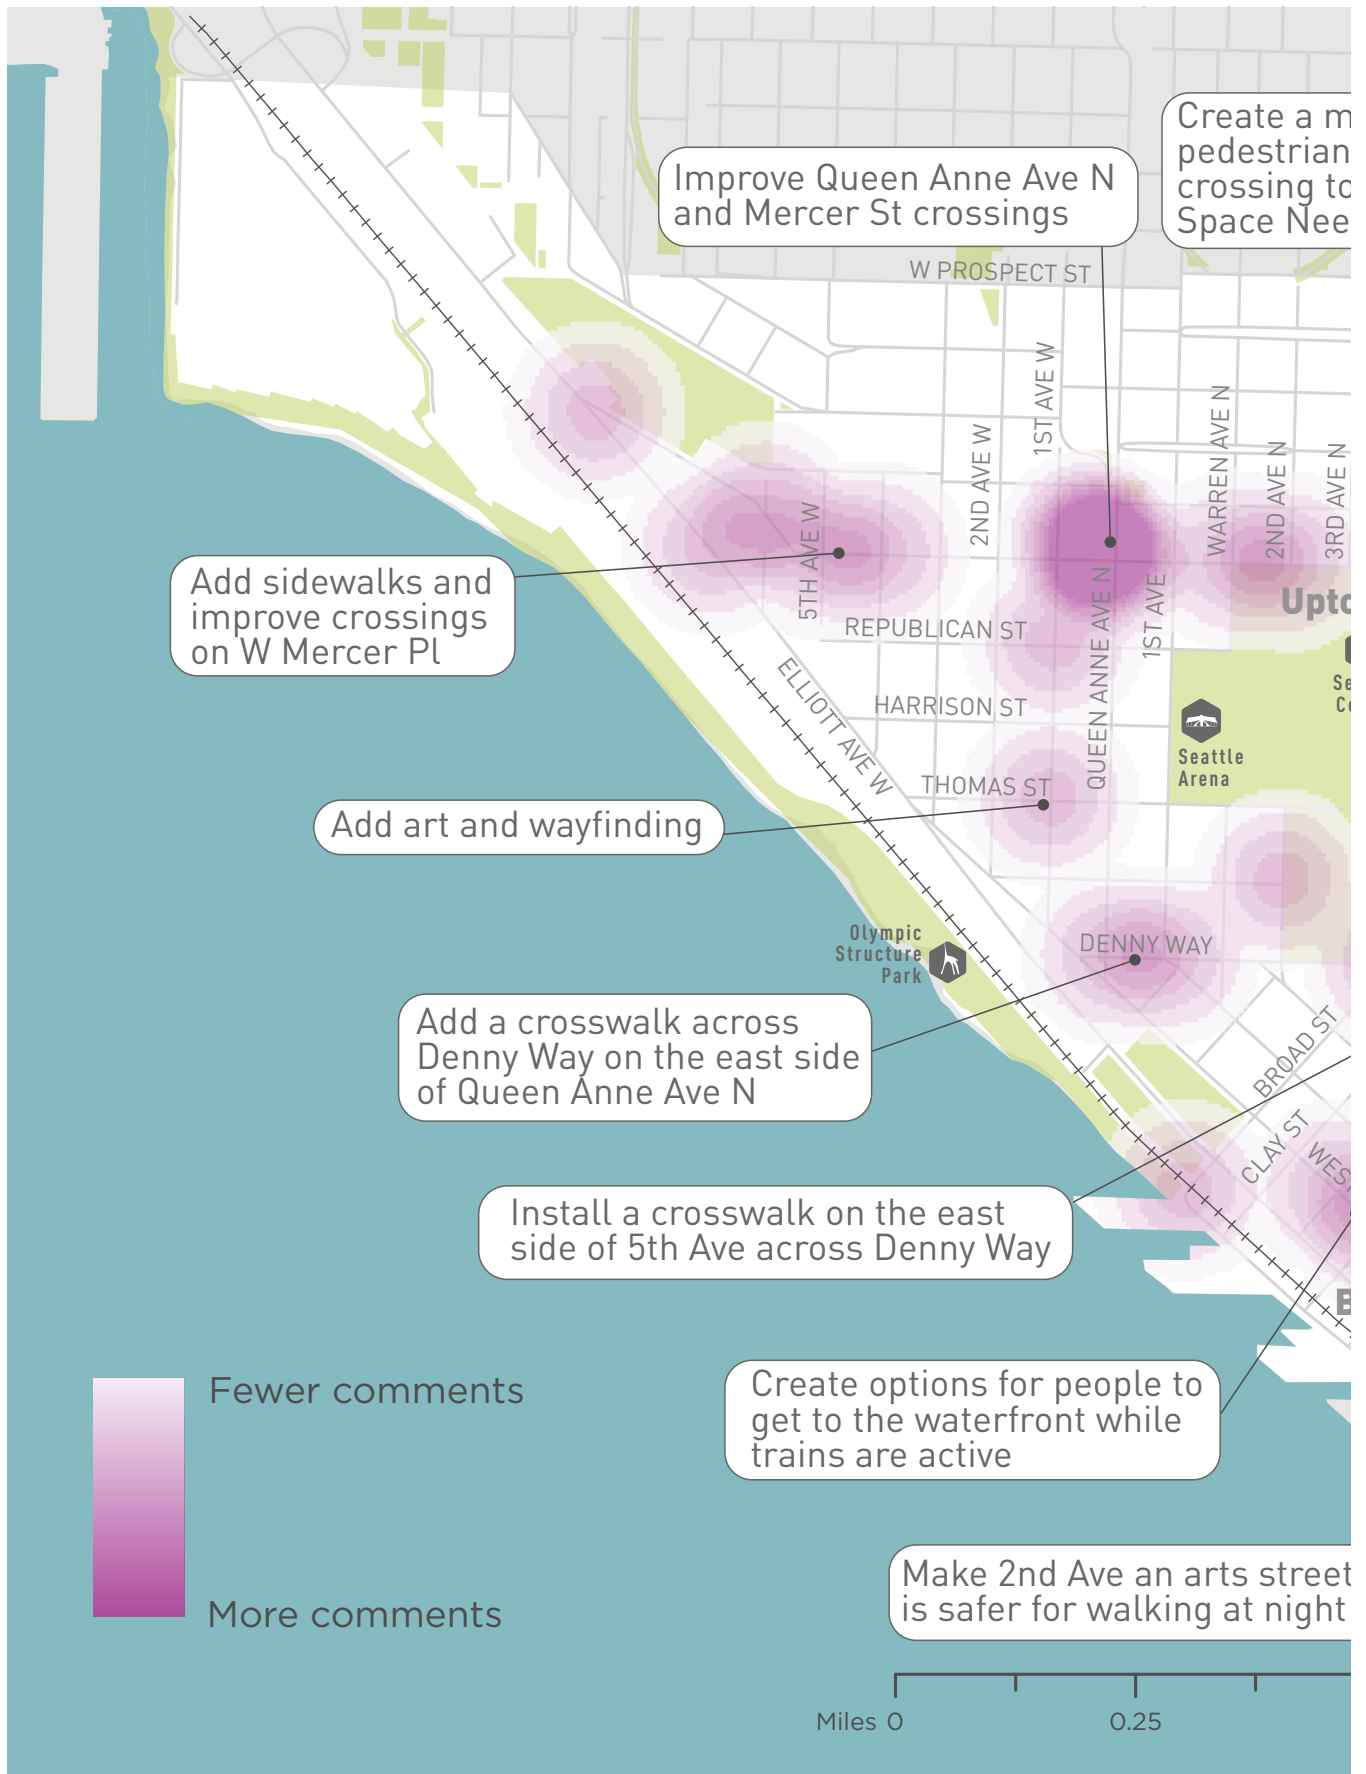 Create a m
pedestrian
crossing to
Space Nee
Improve Queen Anne Ave N
and Mercer St crossings
W PROSPECT ST
1ST AVE W
2ND AVE W
WARREN AVE N
2ND AVE N
3RD AVE N
5TH AVE W
Add sidewalks and
improve crossings
on W Mercer Pl
QUEEN ANNE AVE N
1ST AVE
Upto
REPUBLICAN ST
ELLIOTT AVE W
Se
Ce
HARRISON ST
Seattle
Arena
THOMAS ST
Add art and wayfinding
Olympic
Structure
Park
DENNY WAY
Add a crosswalk across
Denny Way on the east side
of Queen Anne Ave N
BROAD ST
CLAY ST
WEST
Install a crosswalk on the east
side of 5th Ave across Denny Way
B
Create options for people to
get to the waterfront while
trains are active
Fewer comments
More comments
Make 2nd Ave an arts street
is safer for walking at night
Miles 0
0.25